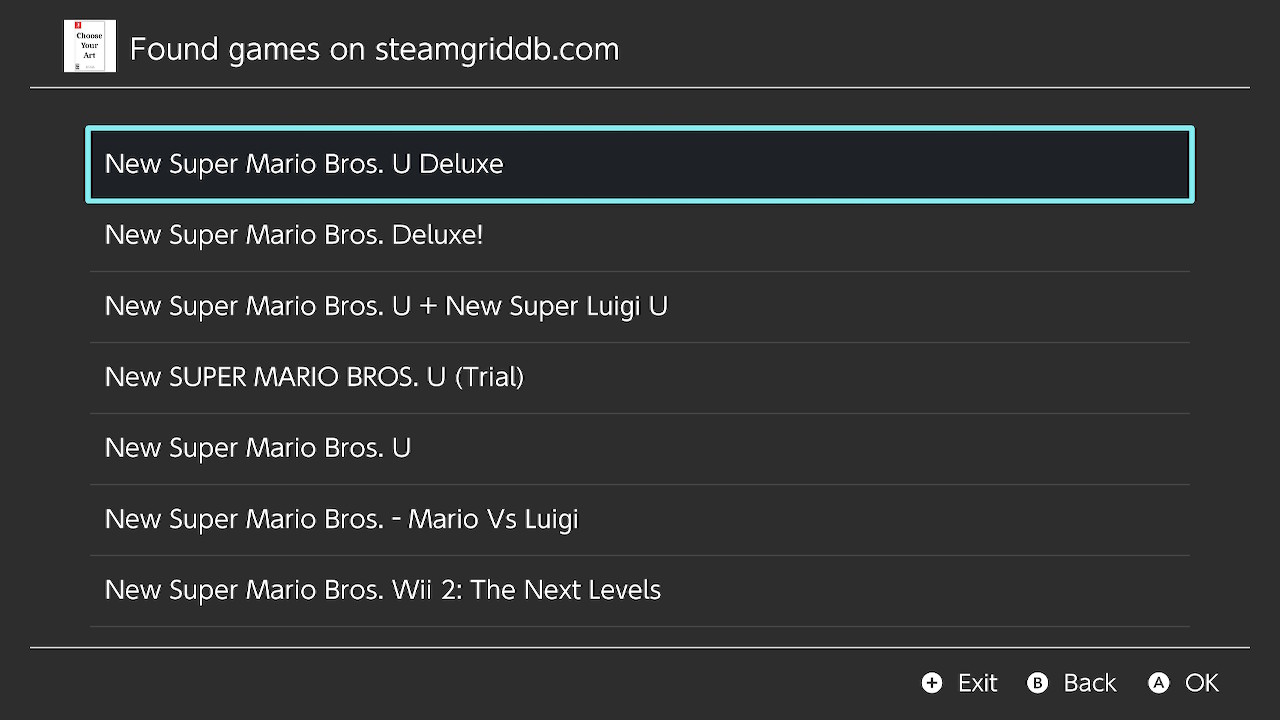 Choose
Your
Art
Found games on steamgriddb.com
New Super Mario Bros. U Deluxe
New Super Mario Bros. Deluxe!
New Super Mario Bros. U + New Super Luigi U
New SUPER MARIO BROS. U (Trial)
New Super Mario Bros. U
New Super Mario Bros. - Mario Vs Luigi
New Super Mario Bros. Wii 2: The Next Levels
+ Exit B Back A OK